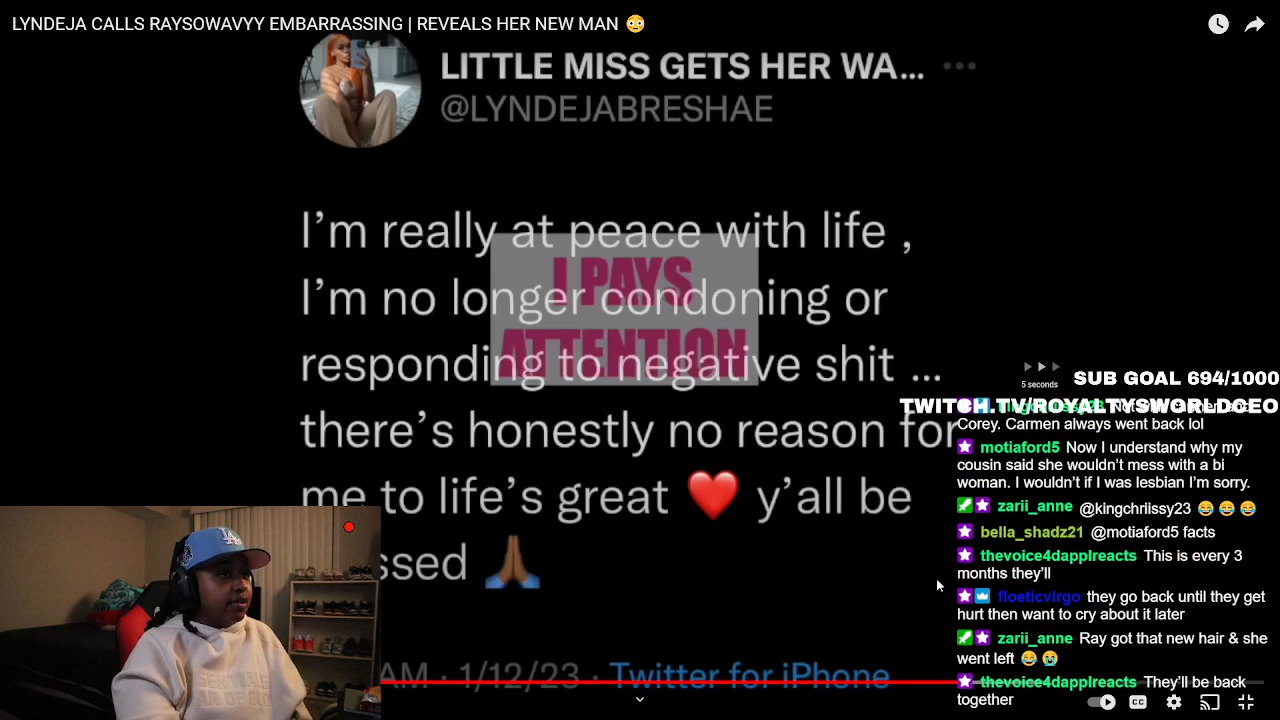 LYNDEJA CALLS RAYSOWAVYY EMBARRASSING | REVEALS HER NEW MAN 😳
LITTLE MISS GETS HER WA...
@LYNDEJABRESHAE
I'm really at peace with life ,
I'm no longer condoning or
responding to negative shit ...
there's honestly no reason for
me to life's great ❤️ y'all be
ssed 🙏🏾
AM · 1/12/23 · Twitter for iPhone
I PAYS
ATTENTION
5 seconds
SUB GOAL 694/1000
TWITCH.TV/ROYALTYSWORLDCEO
Corey. Carmen always went back lol
motiaford5 Now I understand why my
cousin said she wouldn't mess with a bi
woman. I wouldn't if I was lesbian I'm sorry.
zarii_anne @kingchriissy23 😂😂😂
bella_shadz21 @motiaford5 facts
thevoice4dapplreacts This is every 3
months they'll
floeticvirgo they go back until they get
hurt then want to cry about it later
zarii_anne Ray got that new hair & she
went left 😂😭
thevoice4dapplreacts They'll be back
together
CC
LA